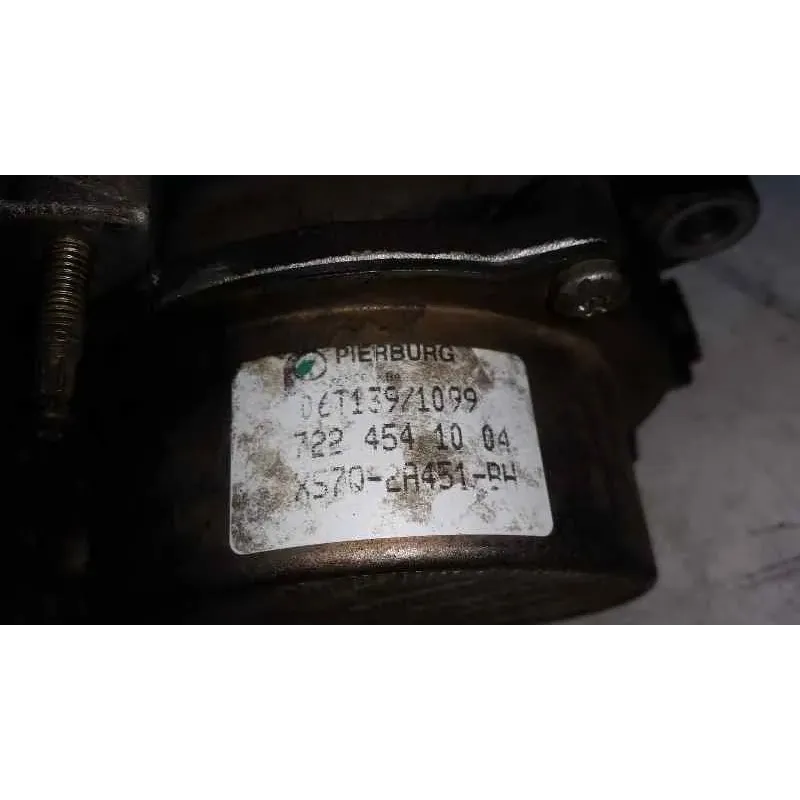 PIERBURG
06T139/1099
722 454 10 04
XS7Q-2A451-BH